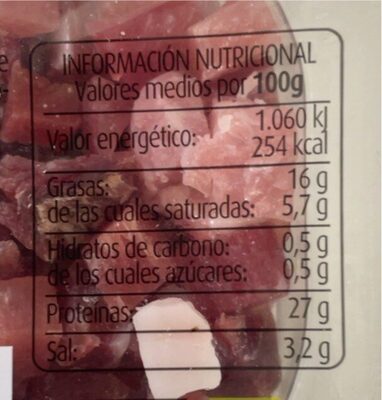 INFORMACIÓN NUTRICIONAL
Valores medios por 100g
Valor energético: 1.060 kJ
254 kcal
Grasas: 16 g
de las cuales saturadas: 5,7 g
Hidratos de carbono: 0,5 g
de los cuales azúcares: 0,5 g
Proteínas: 27 g
Sal: 3,2 g